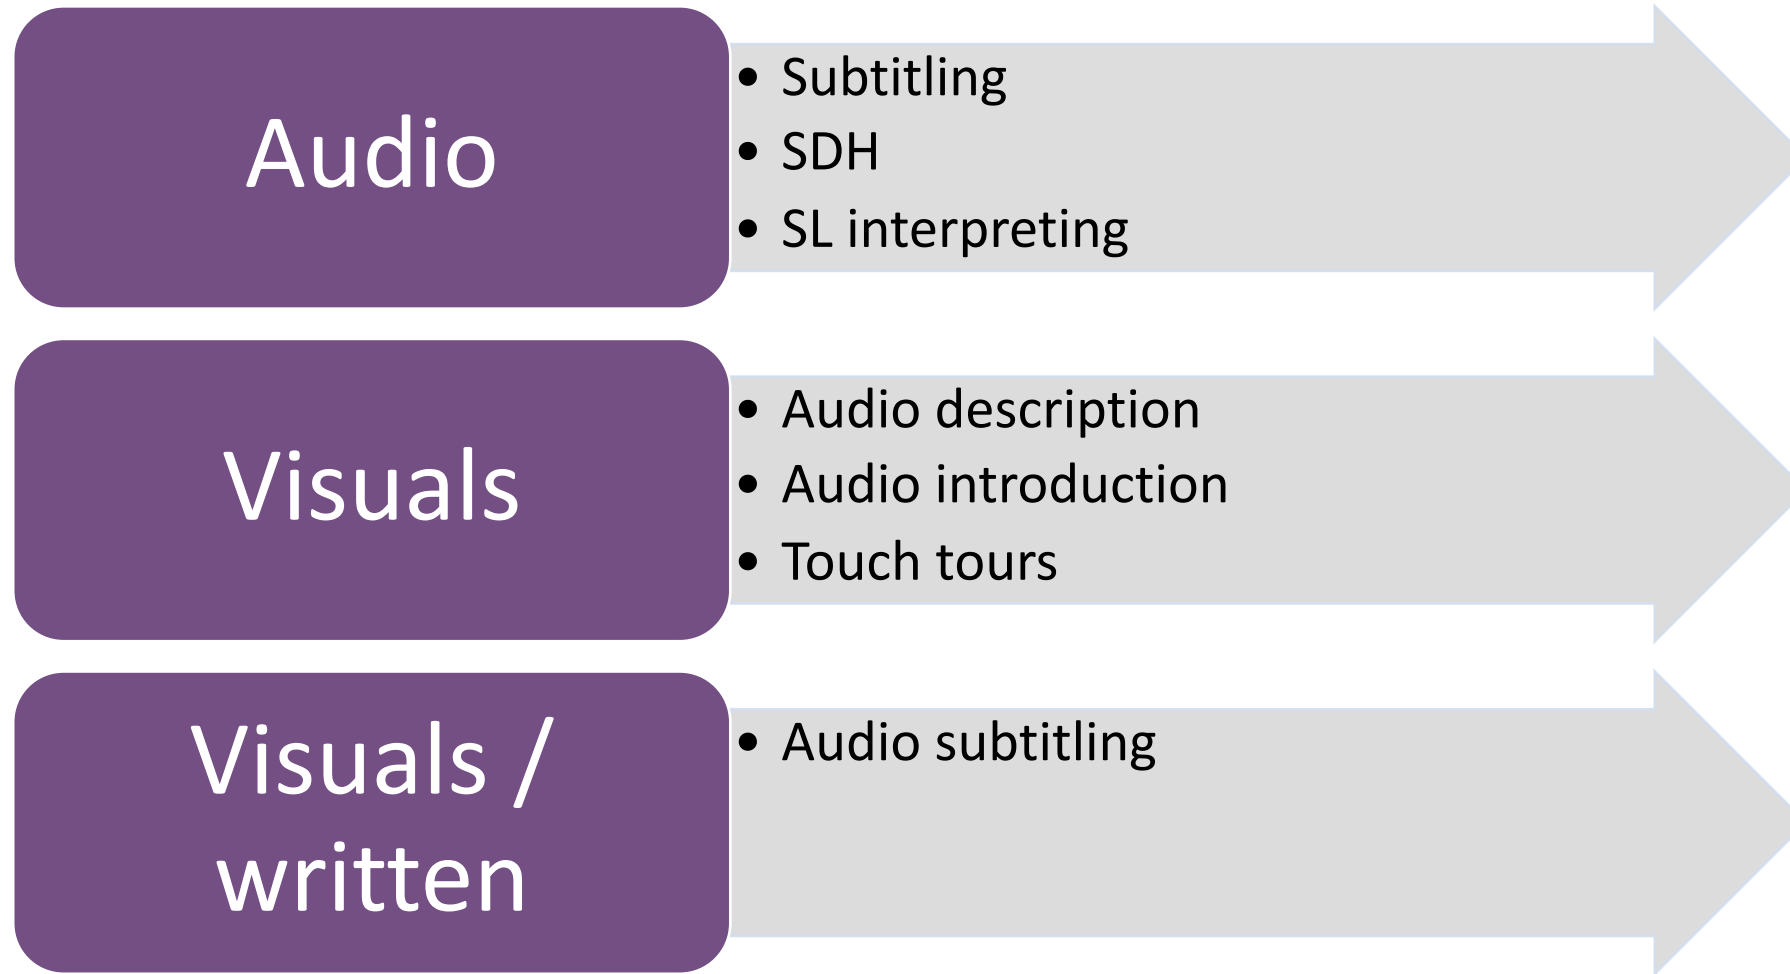 Audio
• Subtitling
• SDH
• SL interpreting
Visuals
• Audio description
• Audio introduction
• Touch tours
Visuals /
written
• Audio subtitling